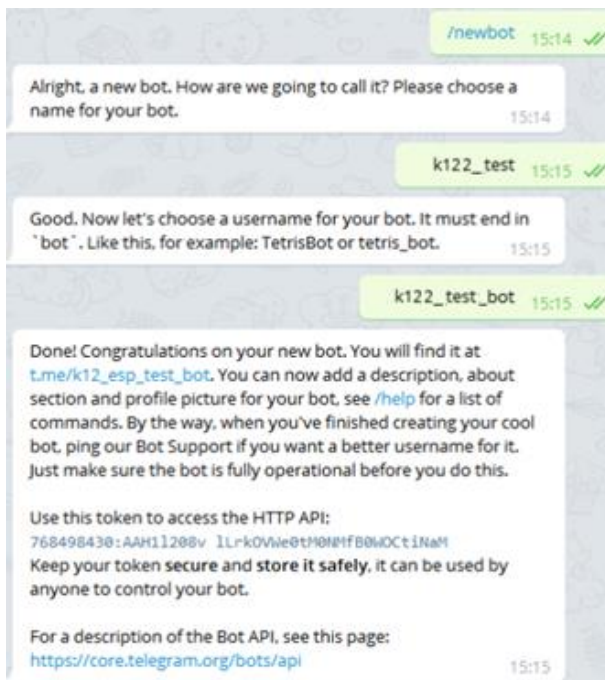 /newbot 15:14
Alright, a new bot. How are we going to call it? Please choose a
name for your bot.
15:14
k122_test 15:15
Good. Now let's choose a username for your bot. It must end in
`bot`. Like this, for example: TetrisBot or tetris_bot.
15:15
k122_test_bot 15:15
Done! Congratulations on your new bot. You will find it at
t.me/k12_esp_test_bot. You can now add a description, about
section and profile picture for your bot, see /help for a list of
commands. By the way, when you've finished creating your cool
bot, ping our Bot Support if you want a better username for it.
Just make sure the bot is fully operational before you do this.
Use this token to access the HTTP API:
Keep your token secure and store it safely, it can be used by
anyone to control your bot.
For a description of the Bot API, see this page:
https://core.telegram.org/bots/api
15:15